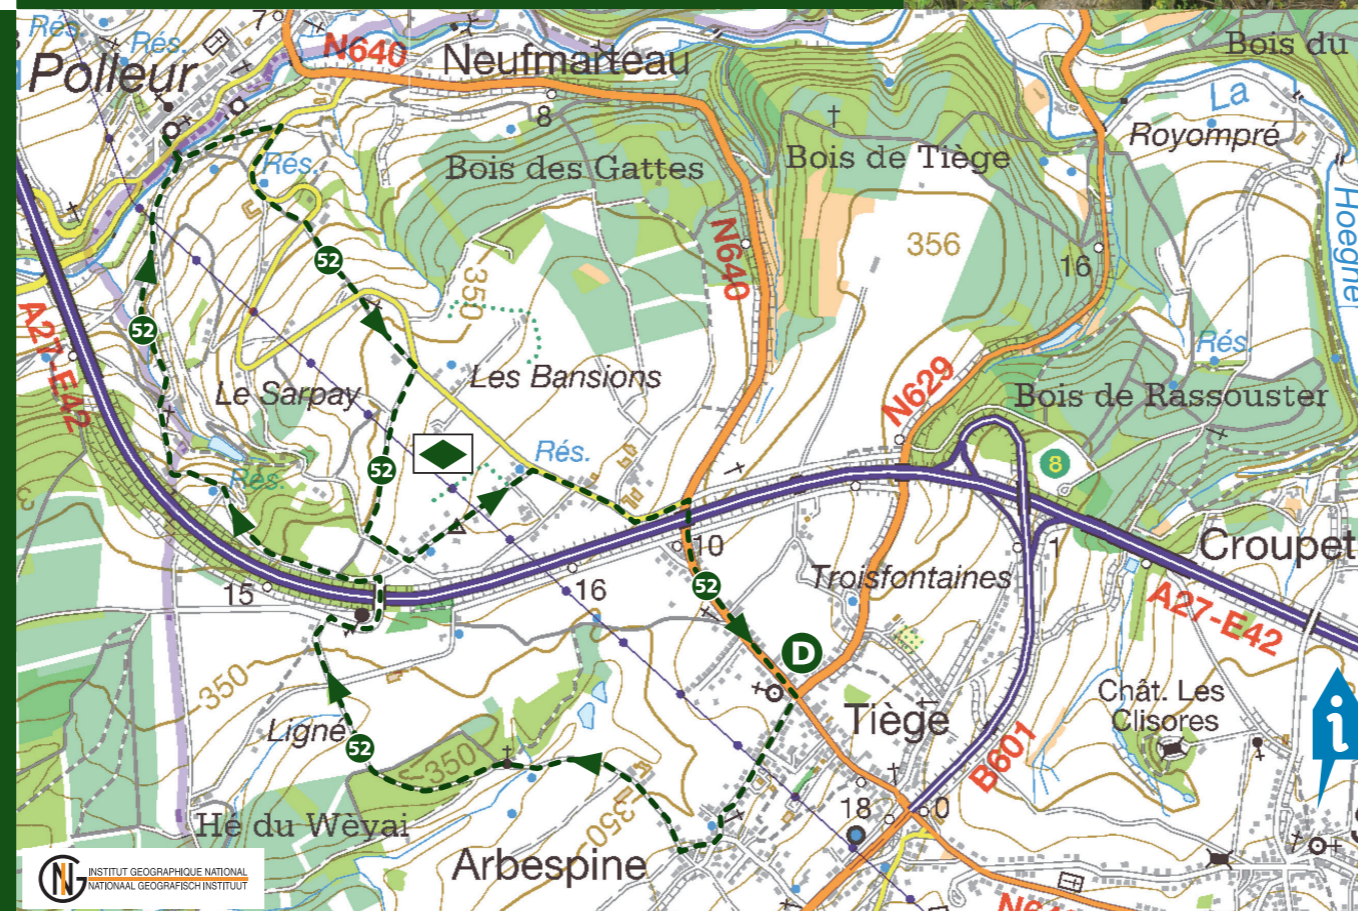 Rés.
7
Polleur
Rés.
N640
Neufmarteau
Bois du
8
La
Royompré
Rés.
Bois des Gattes
Bois de Tiège
Hoegne
N640
356
16
52
350
52
A27-E42
Rés.
Le Sarpay
Les Bansions
N629
Bois de Rassouster
52
Rés.
8
Rés.
10
1
Croupet
15
16
52
Troisfontaines
A27-E42
D
350
Chât. Les
Clisores
Ligné
Tiège
i
52
350
B601
350
18
0
Hé du Wèyai
Arbespine
INSTITUT GEOGRAPHIQUE NATIONAL
NATIONAAL GEOGRAFISCH INSTITUUT